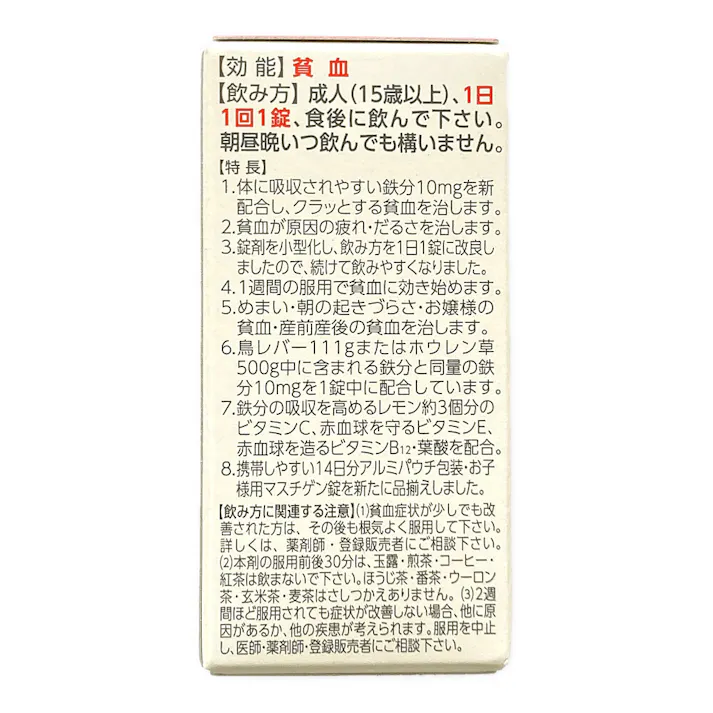 【効能】貧血
【飲み方】成人(15歳以上)、1日
1回1錠、食後に飲んで下さい。
朝昼晩いつ飲んでも構いません。
【特長】
1.体に吸収されやすい鉄分10mgを新
配合し、クラッとする貧血を治します。
2.貧血が原因の疲れ・だるさを治します。
3.錠剤を小型化し、飲み方を1日1錠に改良し
ましたので、続けて飲みやすくなりました。
4.1週間の服用で貧血に効き始めます。
5.めまい・朝の起きづらさ・お嬢様の
貧血・産前産後の貧血を治します。
6.鳥レバー111gまたはホウレン草
500g中に含まれる鉄分と同量の鉄
分10mgを1錠中に配合しています。
7.鉄分の吸収を高めるレモン約3個分の
ビタミンC、赤血球を守るビタミンE、
赤血球を造るビタミンB12・葉酸を配合。
8.携帯しやすい14日分アルミパウチ包装・お子
様用マスチゲン錠を新たに品揃えしました。
【飲み方に関連する注意】(1)貧血症状が少しでも改
善された方は、その後も根気よく服用して下さい。
詳しくは、薬剤師・登録販売者にご相談下さい。
(2)本剤の服用前後30分は、玉露・煎茶・コーヒー・
紅茶は飲まないで下さい。ほうじ茶・番茶・ウーロン
茶・玄米茶・麦茶はさしつかえありません。(3)2週
間ほど服用されても症状が改善しない場合、他に原
因があるか、他の疾患が考えられます。服用を中止
し、医師・薬剤師・登録販売者にご相談下さい。